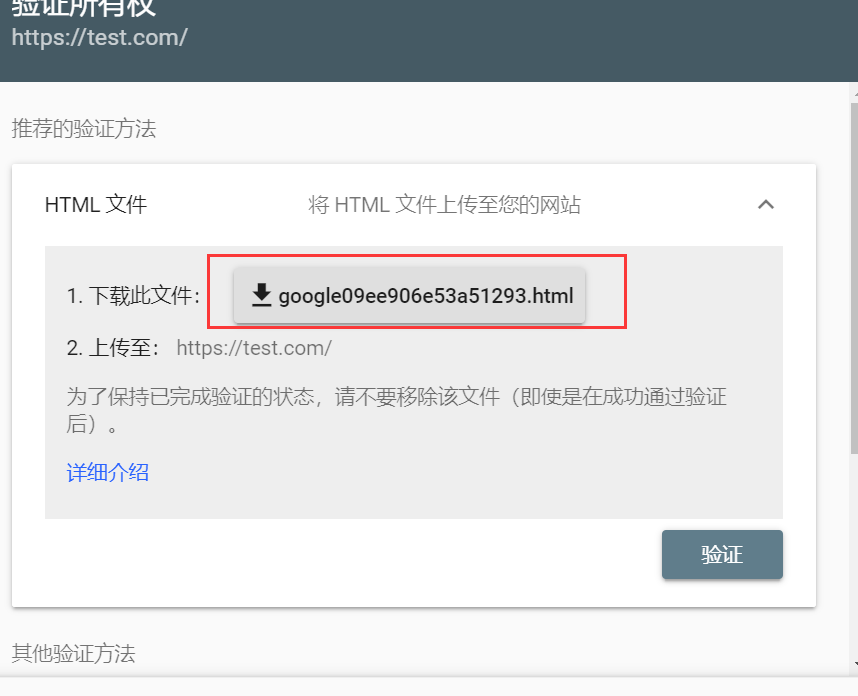 验证所有权
https://test.com/
推荐的验证方法
HTML 文件
将 HTML 文件上传至您的网站
1. 下载此文件：
google09ee906e53a51293.html
2. 上传至： https://test.com/
为了保持已完成验证的状态，请不要移除该文件（即使是在成功通过验证
后）。
详细介绍
验证
其他验证方法